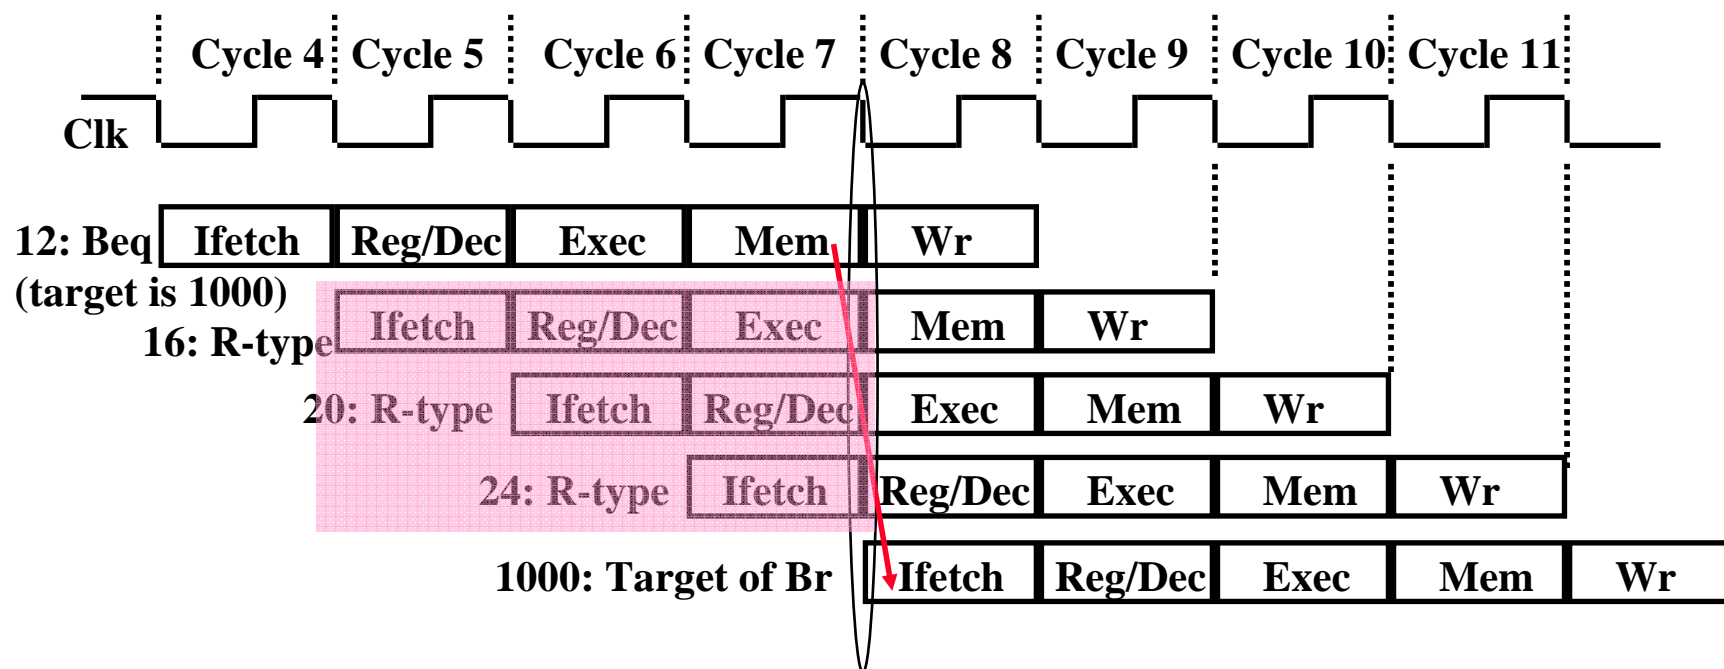 Cycle 4 Cycle 5 Cycle 6 Cycle 7 Cycle 8 Cycle 9 Cycle 10 Cycle 11
Clk
12: Beq Ifetch Reg/Dec Exec Mem Wr
(target is 1000)
16: R-type Ifetch Reg/Dec Exec Mem Wr
20: R-type Ifetch Reg/Dec Exec Mem Wr
24: R-type Ifetch Reg/Dec Exec Mem Wr
1000: Target of Br Ifetch Reg/Dec Exec Mem Wr